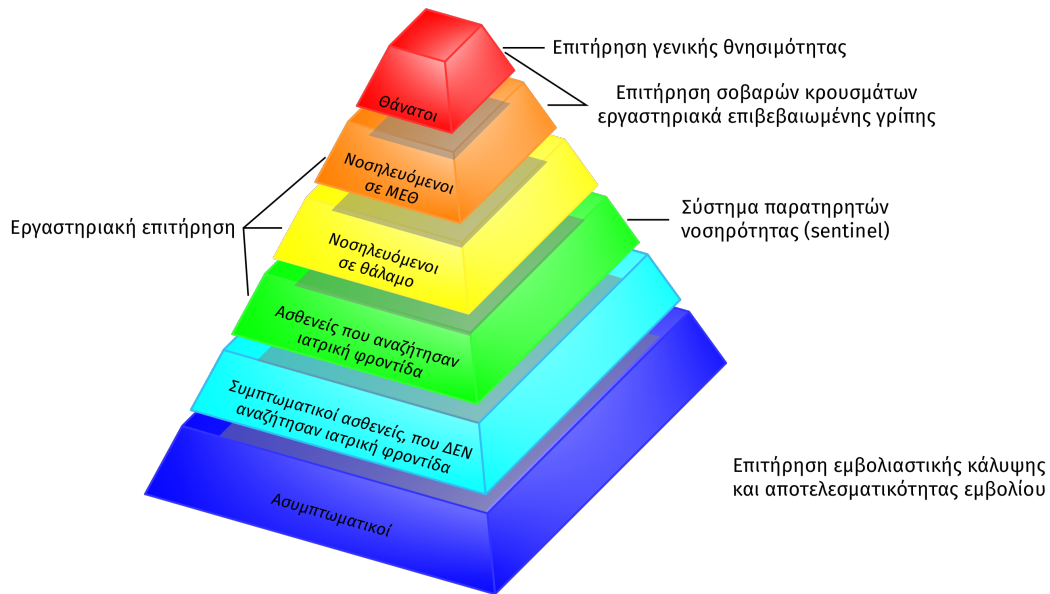 Επιτήρηση γενικής θνησιμότητας
Θάνατοι
Επιτήρηση σοβαρών κρουσμάτων
εργαστηριακά επιβεβαιωμένης γρίπης
Νοσηλευόμενοι
σε ΜΕΘ
Εργαστηριακή επιτήρηση
Σύστημα παρατηρητών
νοσηρότητας (sentinel)
Νοσηλευόμενοι
σε θάλαμο
Ασθενείς που αναζήτησαν
ιατρική φροντίδα
Συμπτωματικοί ασθενείς, που ΔΕΝ
αναζήτησαν ιατρική φροντίδα
Επιτήρηση εμβολιαστικής κάλυψης
και αποτελεσματικότητας εμβολίου
Ασυμπτωματικοί